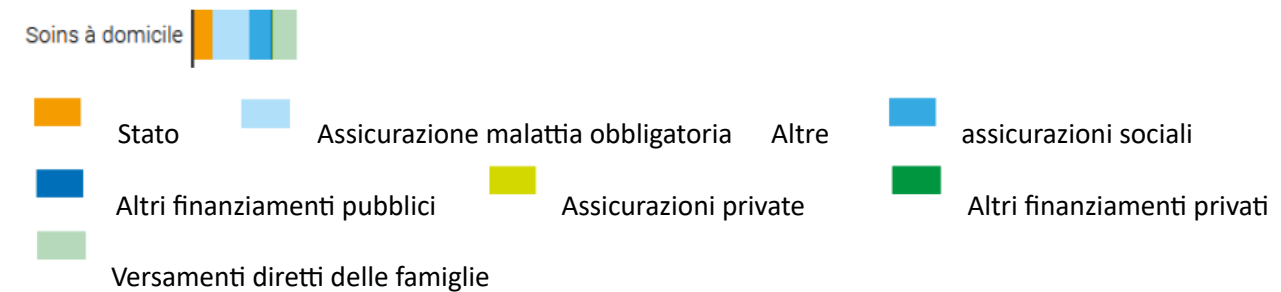 Soins à domicile
Stato Assicurazione malattia obbligatoria Altre assicurazioni sociali
Altri finanziamenti pubblici Assicurazioni private Altri finanziamenti privati
Versamenti diretti delle famiglie